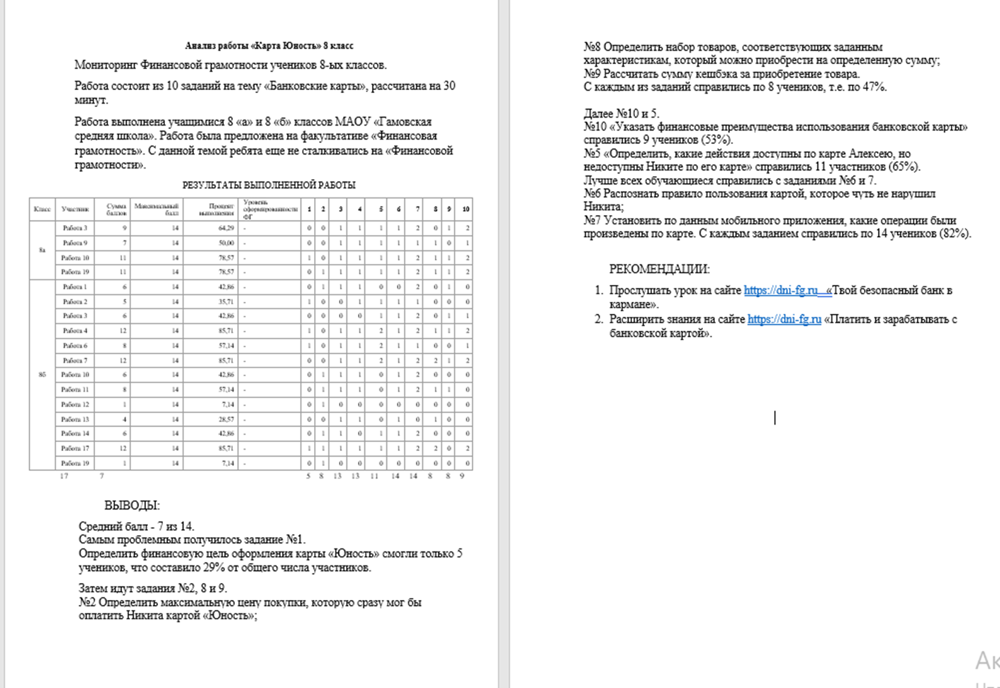 Анализ работы «Карта Юность» 8 класс
Мониторинг Финансовой грамотности учеников 8-ых классов.
Работа состоит из 10 заданий на тему «Банковские карты», рассчитана на 30
минут.
Работа выполнена учащимися 8 «а» и 8 «б» классов МАОУ «Гамовская
средняя школа». Работа была предложена на факультативе «Финансовая
грамотность». С данной темой ребята еще не сталкивались на «Финансовой
грамотности».
РЕЗУЛЬТАТЫ ВЫПОЛНЕННОЙ РАБОТЫ
Класс Участник Сумма баллов Максимальный балл Процент выполнения Уровень сформированности ФГ 1 2 3 4 5 6 7 8 9 10
8а
Работа 3 9 14 64,29 - 0 0 1 1 1 1 2 0 1 2
Работа 9 7 14 50,00 - 0 0 1 1 1 1 1 1 0 1
Работа 10 11 14 78,57 - 1 0 1 1 1 1 2 1 1 2
Работа 19 11 14 78,57 - 0 1 1 1 1 1 2 1 1 2
8б
Работа 1 6 14 42,86 - 0 1 1 1 0 0 2 0 1 0
Работа 2 5 14 35,71 - 1 0 0 1 1 1 1 0 0 0
Работа 3 6 14 42,86 - 0 0 0 0 1 1 2 0 1 1
Работа 4 12 14 85,71 - 1 0 1 1 2 1 2 1 1 2
Работа 6 8 14 57,14 - 1 0 1 1 2 1 1 0 0 1
Работа 7 12 14 85,71 - 0 0 1 1 2 1 2 2 1 2
Работа 10 6 14 42,86 - 0 1 1 1 0 1 2 0 0 0
Работа 11 8 14 57,14 - 0 1 1 1 0 1 2 1 1 0
Работа 12 1 14 7,14 - 0 1 0 0 0 0 0 0 0 0
Работа 13 4 14 28,57 - 0 0 1 1 0 1 0 1 0 0
Работа 14 6 14 42,86 - 0 1 1 0 1 1 2 0 0 0
Работа 17 12 14 85,71 - 1 1 1 1 1 1 2 2 0 2
Работа 19 1 14 7,14 - 0 1 0 0 0 0 0 0 0 0
17 7 5 8 13 13 11 14 14 8 8 9
ВЫВОДЫ:
Средний балл - 7 из 14.
Самым проблемным получилось задание №1.
Определить финансовую цель оформления карты «Юность» смогли только 5
учеников, что составило 29% от общего числа участников.
Затем идут задания №2, 8 и 9.
№2 Определить максимальную цену покупки, которую сразу мог бы
оплатить Никита картой «Юность»;
№8 Определить набор товаров, соответствующих заданным
характеристикам, который можно приобрести на определенную сумму;
№9 Рассчитать сумму кешбэка за приобретение товара.
С каждым из заданий справились по 8 учеников, т.е. по 47%.
Далее №10 и 5.
№10 «Указать финансовые преимущества использования банковской карты»
справились 9 учеников (53%).
№5 «Определить, какие действия доступны по карте Алексею, но
недоступны Никите по его карте» справились 11 участников (65%).
Лучше всех обучающиеся справились с заданиями №6 и 7.
№6 Распознать правило пользования картой, которое чуть не нарушил
Никита;
№7 Установить по данным мобильного приложения, какие операции были
произведены по карте. С каждым заданием справились по 14 учеников (82%).
РЕКОМЕНДАЦИИ:
1. Прослушать урок на сайте https://dni-fg.ru «Твой безопасный банк в
кармане».
2. Расширить знания на сайте https://dni-fg.ru «Платить и зарабатывать с
банковской картой».